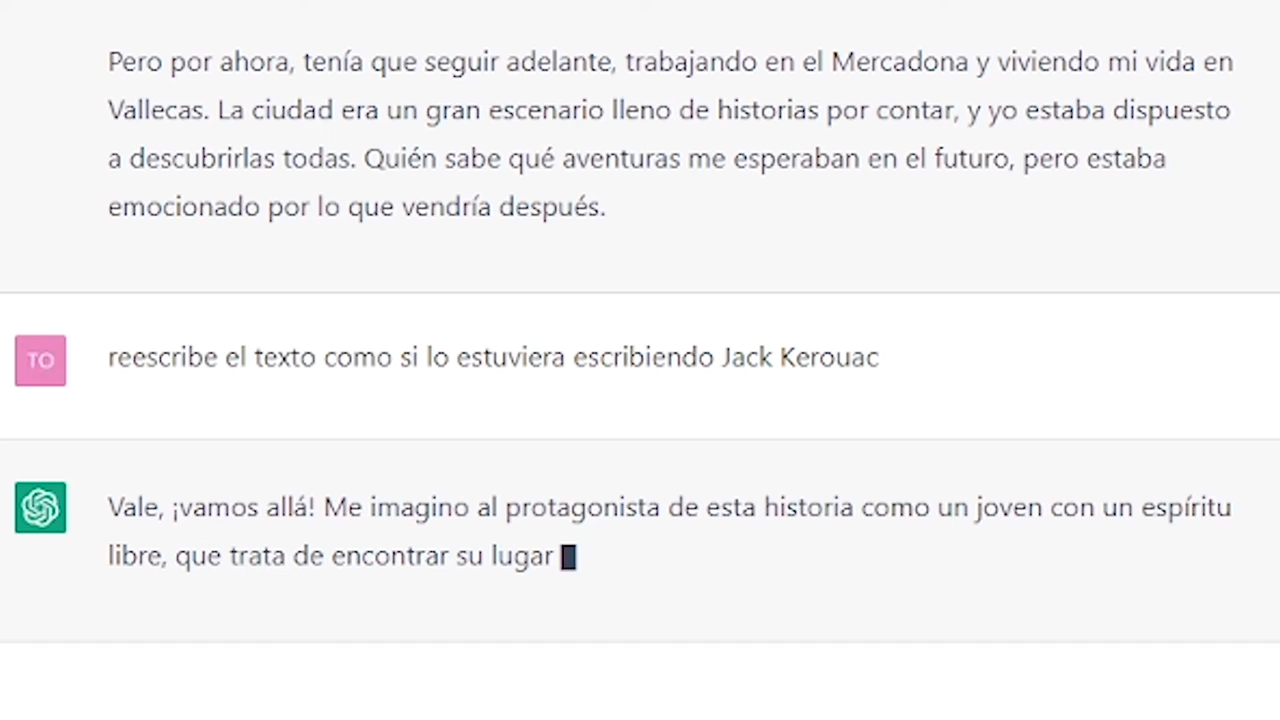 Pero por ahora, tenía que seguir adelante, trabajando en el Mercadona y viviendo mi vida en
Vallecas. La ciudad era un gran escenario lleno de historias por contar, y yo estaba dispuesto
a descubrirlas todas. Quién sabe qué aventuras me esperaban en el futuro, pero estaba
emocionado por lo que vendría después.
TO
reescribe el texto como si lo estuviera escribiendo Jack Kerouac
Vale, ¡vamos allá! Me imagino al protagonista de esta historia como un joven con un espíritu
libre, que trata de encontrar su lugar